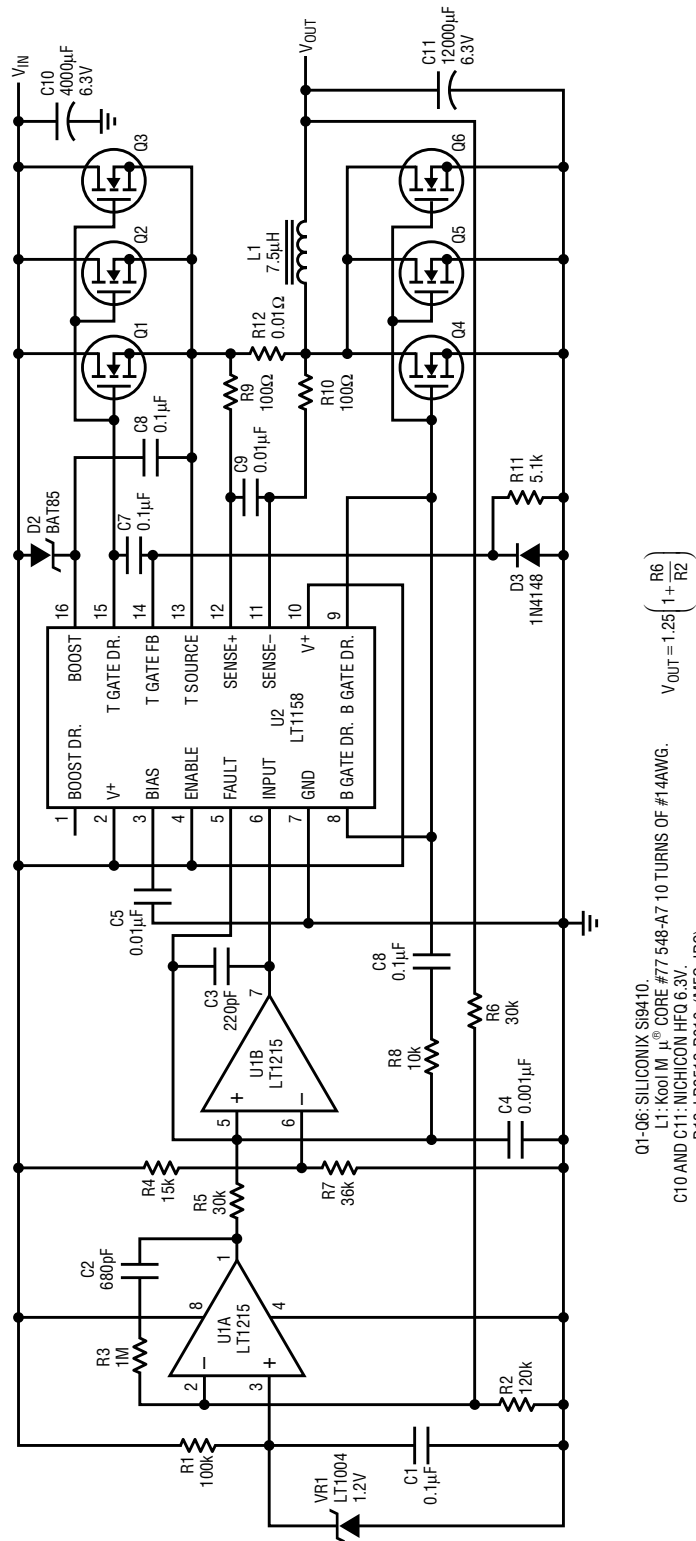 VIN
C10
4000µF
6.3V
Q3
Q2
Q1
D2
BAT85
C8
0.1µF
C7
0.1µF
R9
100Ω
R12
0.01Ω
L1
7.5µH
VOUT
C11
12000µF
6.3V
C9
0.01µF
R10
100Ω
Q6
Q5
Q4
R11
5.1k
D3
1N4148
1 BOOST DR.
2 V+
3 BIAS
4 ENABLE
5 FAULT
6 INPUT
7 GND
8 B GATE DR.
16 BOOST
15 T GATE DR.
14 T GATE FB
13 T SOURCE
12 SENSE+
11 SENSE–
10 V+
9 B GATE DR.
U2
LT1158
C5
0.01µF
C3
220pF
U1B
LT1215
+
–
5
6
7
C8
0.1µF
R8
10k
R6
30k
C4
0.001µF
R4
15k
R5
30k
R7
36k
C2
680pF
R3
1M
U1A
LT1215
–
+
2
3
1
8
4
R1
100k
R2
120k
VR1
LT1004
1.2V
C1
0.1µF
Q1-Q6: SILICONIX Si9410.
L1: Kool M µ® CORE #77 548-A7 10 TURNS OF #14AWG.
C10 AND C11: NICHICON HFQ 6.3V.
VOUT = 1.25 (1 + R6/R2)